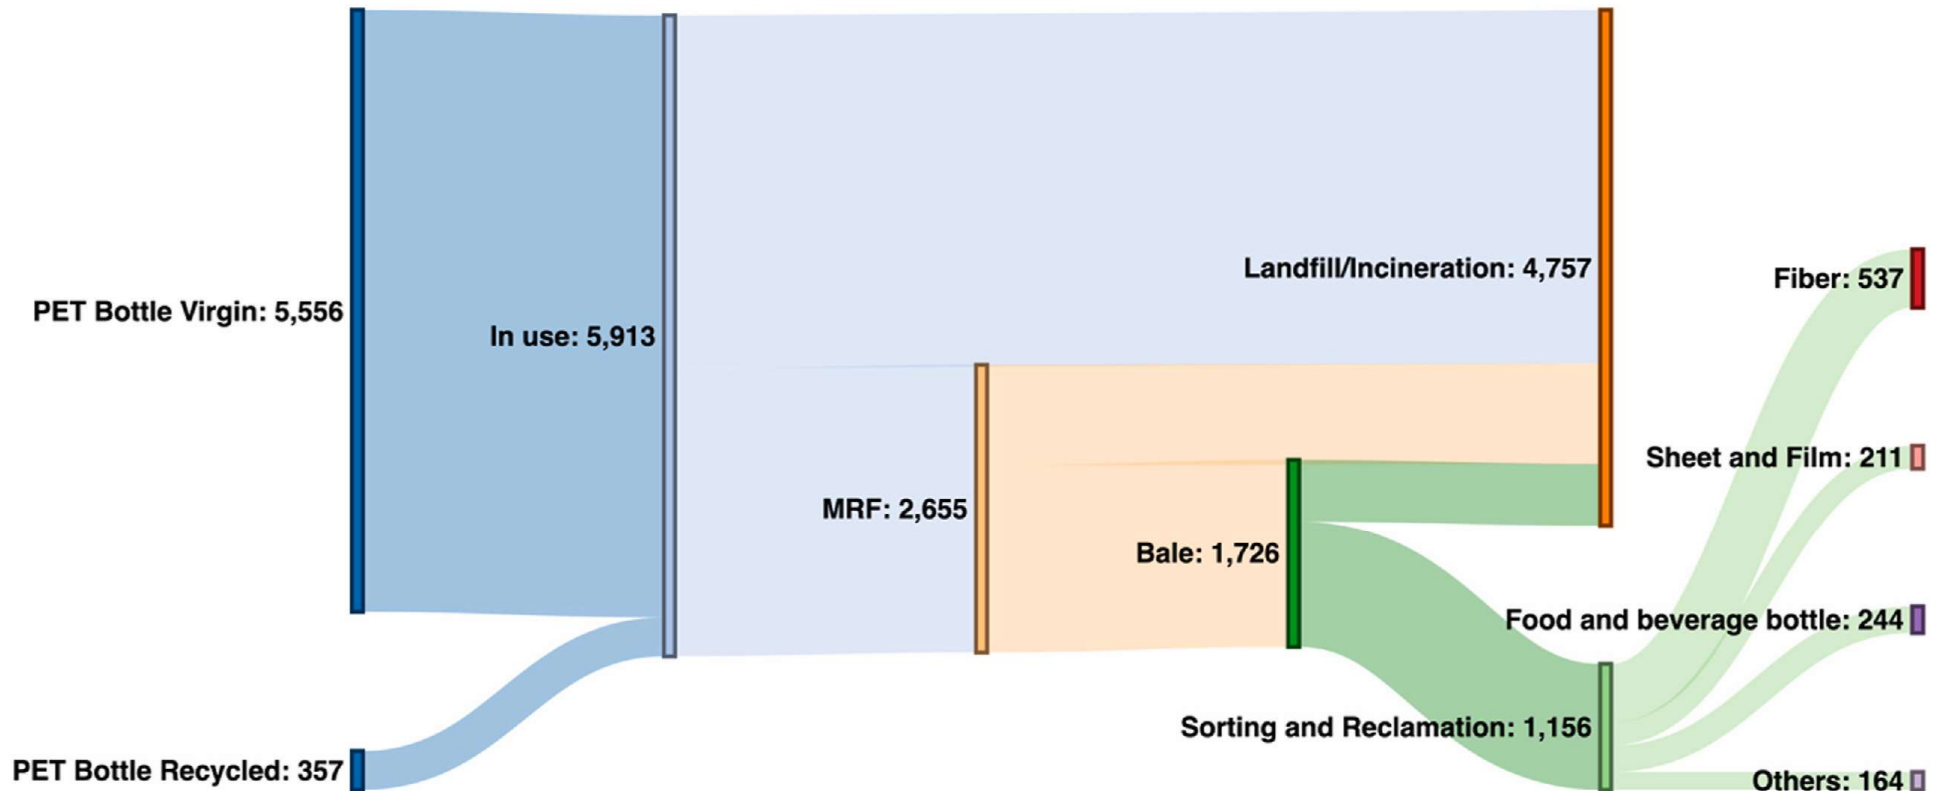 PET Bottle Virgin: 5,556
In use: 5,913
Landfill/Incineration: 4,757
Fiber: 537
Sheet and Film: 211
MRF: 2,655
Bale: 1,726
Food and beverage bottle: 244
Sorting and Reclamation: 1,156
PET Bottle Recycled: 357
Others: 164